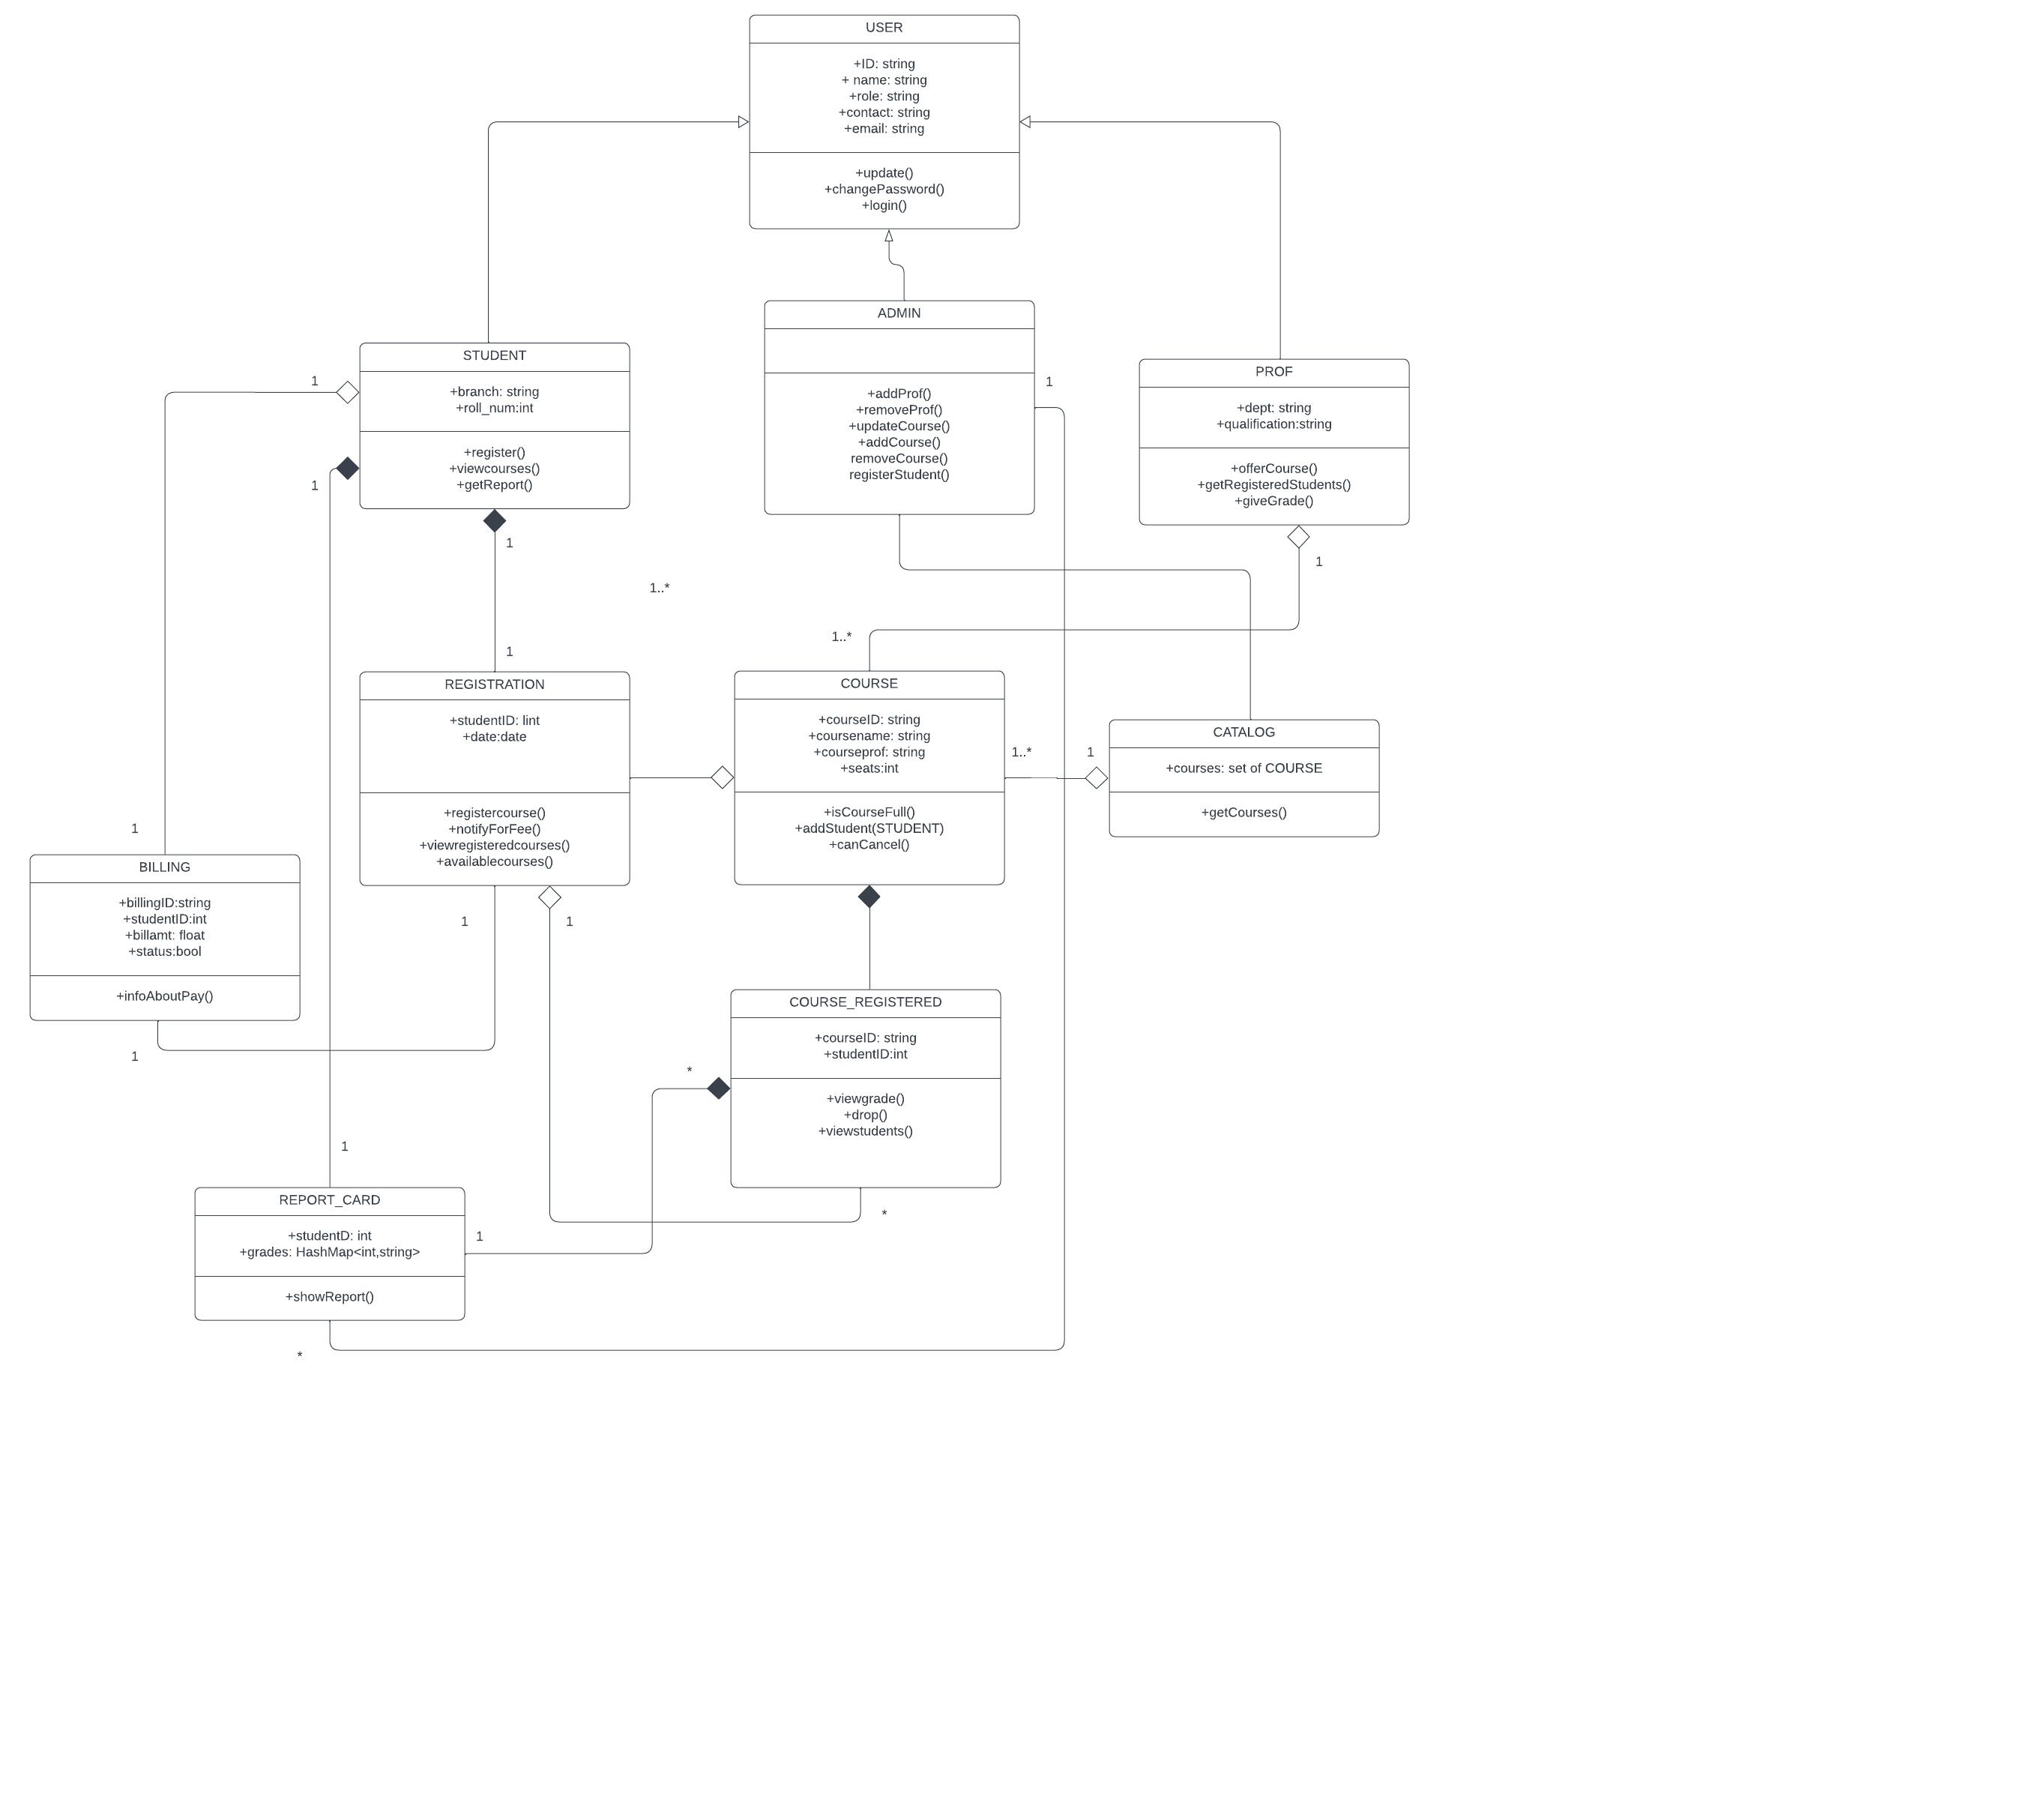 USER
+ID: string
+ name: string
+role: string
+contact: string
+email: string
+update()
+changePassword()
+login()
ADMIN
+addProf()
+removeProf()
+updateCourse()
+addCourse()
removeCourse()
registerStudent()
1
STUDENT
+branch: string
+roll_num:int
+register()
+viewcourses()
+getReport()
1
1
1
PROF
+dept: string
+qualification:string
+offerCourse()
+getRegisteredStudents()
+giveGrade()
1
1..*
1..*
1
REGISTRATION
+studentID: lint
+date:date
+registercourse()
+notifyForFee()
+viewregisteredcourses()
+availablecourses()
1
1
COURSE
+courseID: string
+coursename: string
+courseprof: string
+seats:int
+isCourseFull()
+addStudent(STUDENT)
+canCancel()
1..*
1
CATALOG
+courses: set of COURSE
+getCourses()
1
BILLING
+billingID:string
+studentID:int
+billamt: float
+status:bool
+infoAboutPay()
1
COURSE_REGISTERED
+courseID: string
+studentID:int
+viewgrade()
+drop()
+viewstudents()
*
*
1
REPORT_CARD
+studentD: int
+grades: HashMap<int,string>
+showReport()
1
*